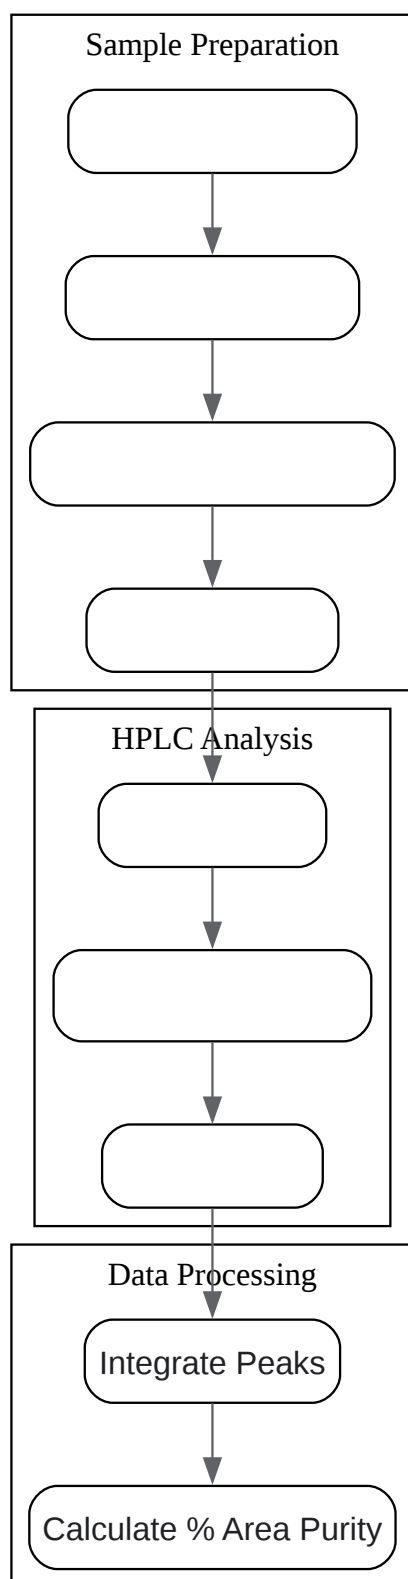 Sample Preparation
HPLC Analysis
Data Processing
Integrate Peaks
Calculate % Area Purity